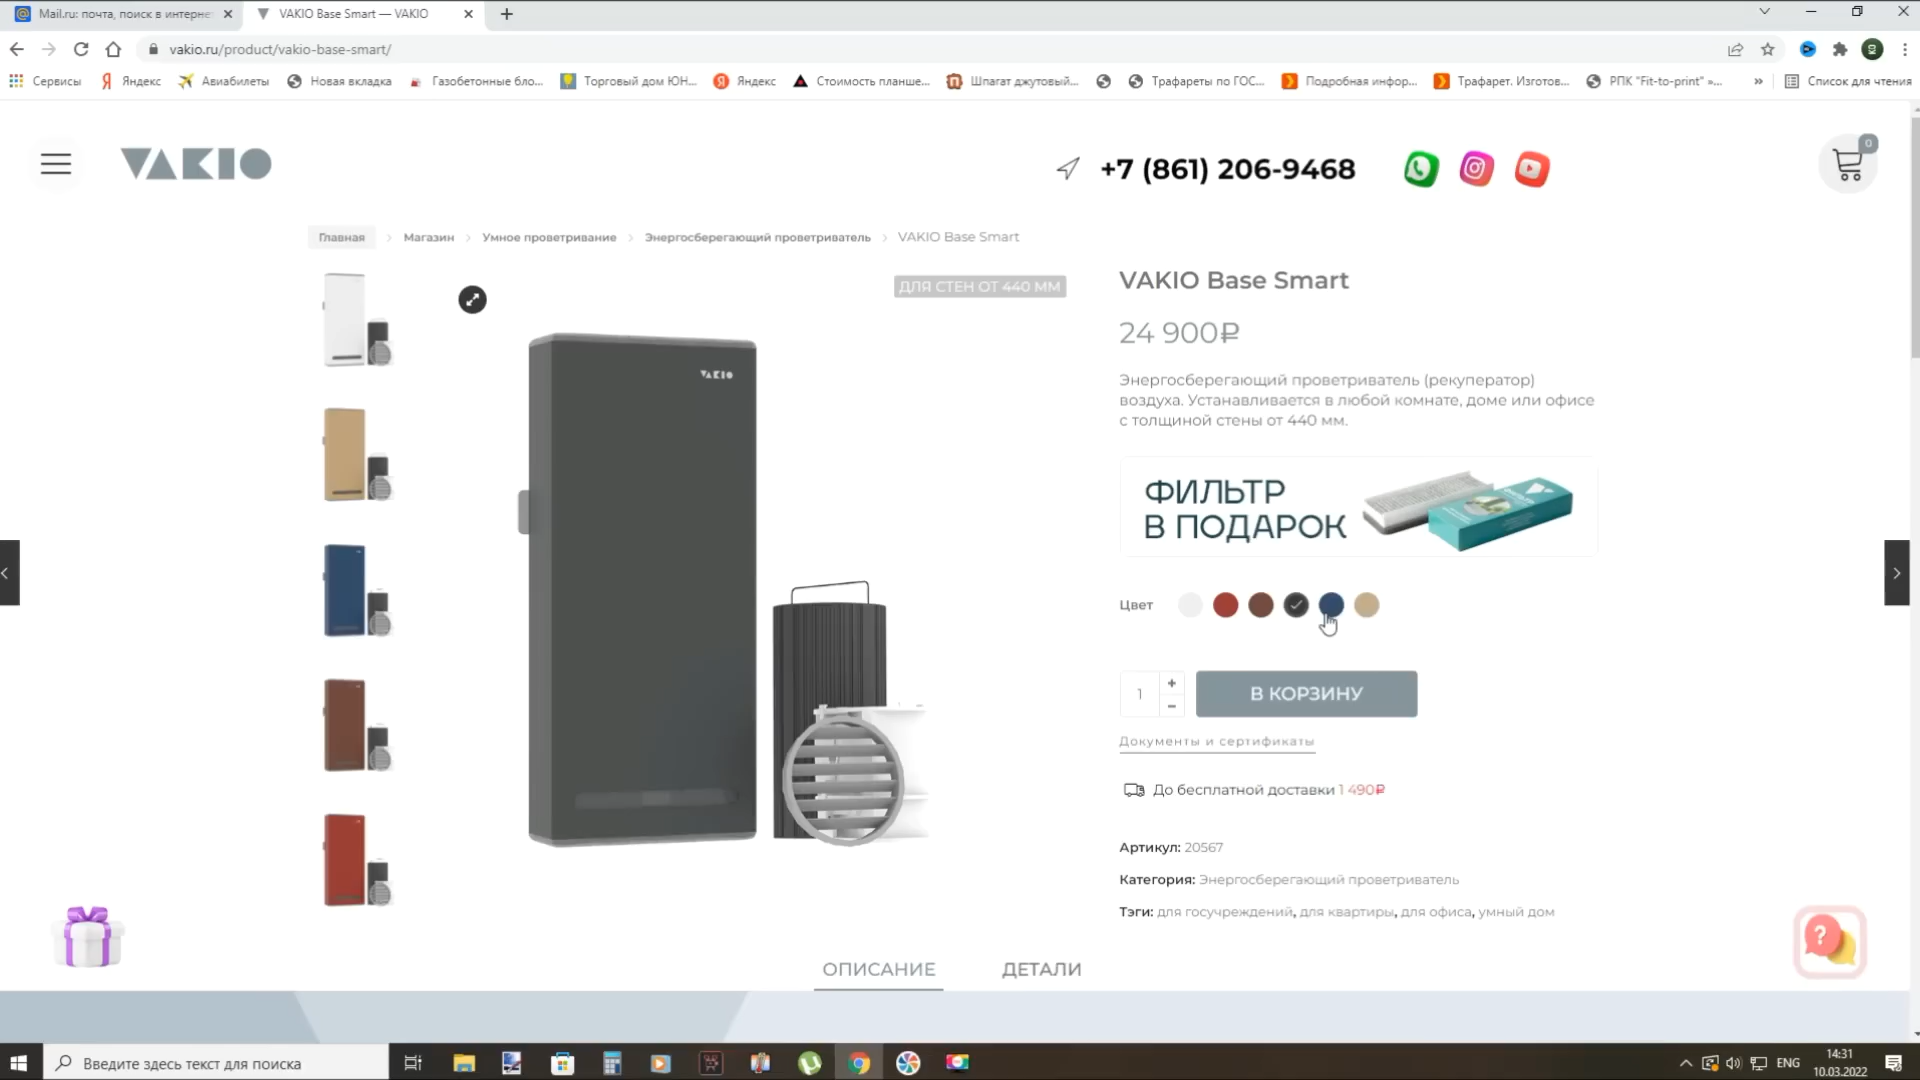 Mail.ru: почта, поиск в интерне
VAKIO Base Smart — VAKIO
vakio.ru/product/vakio-base-smart/
Сервисы
Яндекс
Авиабилеты
Новая вкладка
Газобетонные бло...
Торговый дом ЮН...
Яндекс
Стоимость планше...
Шпагат джутовый...
Трафареты по ГОС...
Подробная инфор...
Трафарет. Изготов...
РПК "Fit-to-print" »...
»
Список для чтения
VAKIO
+7 (861) 206-9468
0
Главная
Магазин
Умное проветривание
Энергосберегающий проветриватель
VAKIO Base Smart
ДЛЯ СТЕН ОТ 440 ММ
VAKIO
VAKIO Base Smart
24 900₽
Энергосберегающий проветриватель (рекуператор)
воздуха. Устанавливается в любой комнате, доме или офисе
с толщиной стены от 440 мм.
ФИЛЬТР
В ПОДАРОК
ФИЛЬТР
Цвет
1
+
-
В КОРЗИНУ
Документы и сертификаты
До бесплатной доставки 1 490₽
Артикул: 20567
Категория: Энергосберегающий проветриватель
Тэги: для госучреждений, для квартиры, для офиса, умный дом
?
ОПИСАНИЕ
ДЕТАЛИ
Введите здесь текст для поиска
ENG
14:31
10.03.2022